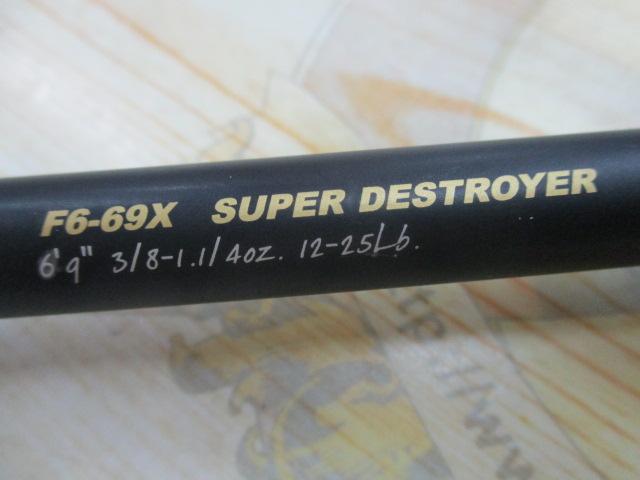 F6-69X SUPER DESTROYER
6'9" 3/8-1.1/4oz. 12-25Lb.